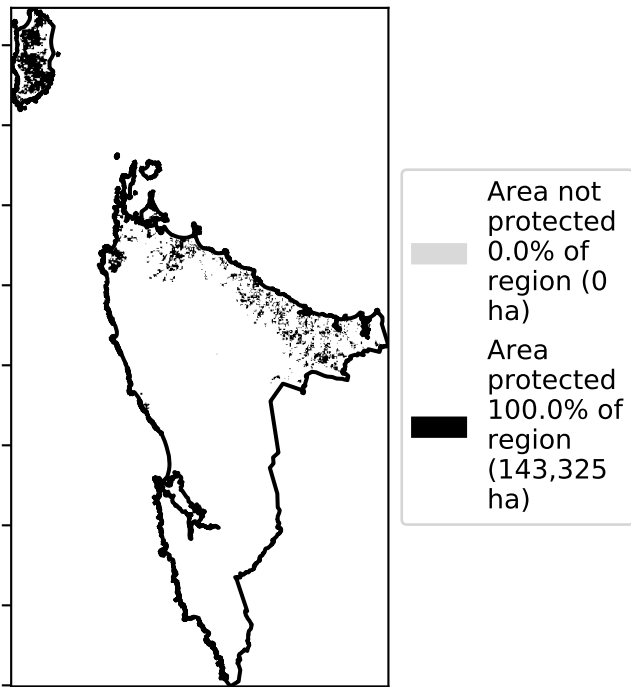 Area not
protected
0.0% of
region (0
ha)
Area
protected
100.0% of
region
(143,325
ha)